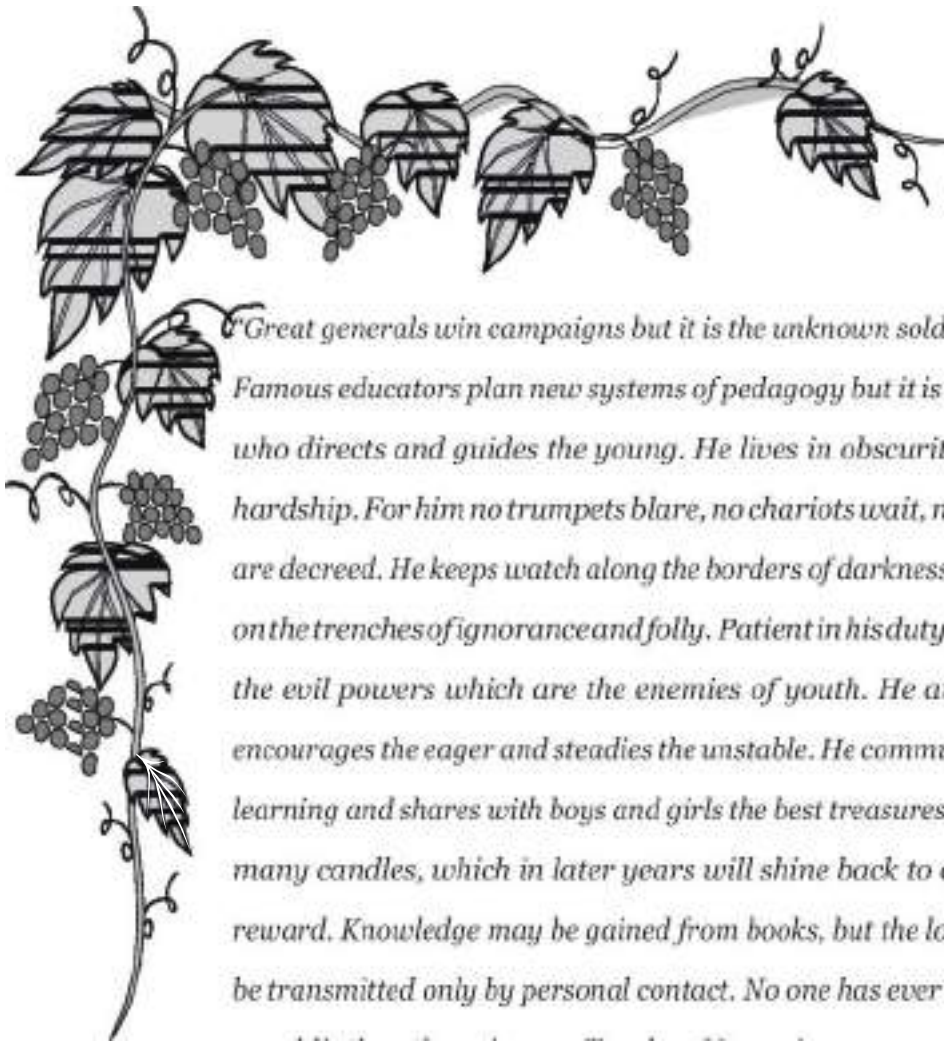 “Great generals win campaigns but it is the unknown sold
Famous educators plan new systems of pedagogy but it is
who directs and guides the young. He lives in obscurit
hardship. For him no trumpets blare, no chariots wait, n
are decreed. He keeps watch along the borders of darkness
on the trenches of ignorance and folly. Patient in his duty
the evil powers which are the enemies of youth. He a
encourages the eager and steadies the unstable. He commu
learning and shares with boys and girls the best treasures
many candles, which in later years will shine back to
reward. Knowledge may be gained from books, but the lo
be transmitted only by personal contact. No one has ever